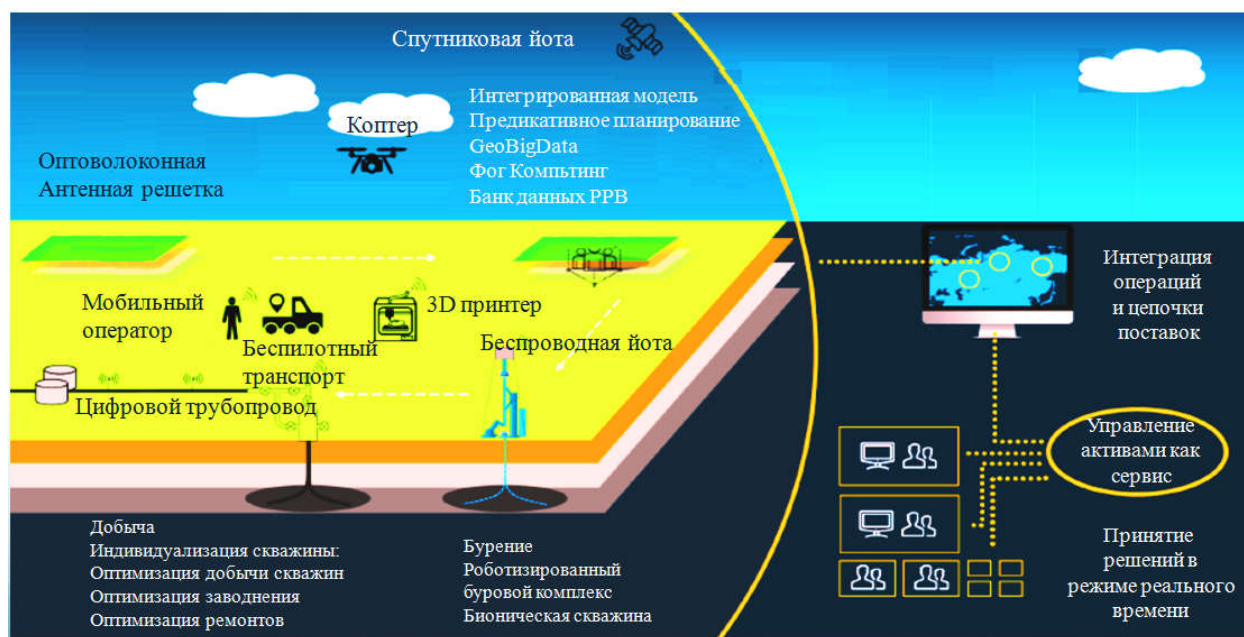 Спутниковая йота
Интегрированная модель
Предикативное планирование
GeoBigData
Фог Компьтинг
Банк данных РРВ
Коптер
Оптоволоконная
Антенная решетка
Мобильный
оператор
Беспилотный
транспорт
3D принтер
Беспроводная йота
Цифровой трубопровод
Интеграция
операций
и цепочки
поставок
Управление
активами как
сервис
Принятие
решений в
режиме реального
времени
Добыча
Индивидуализация скважины:
Оптимизация добычи скважин
Оптимизация заводнения
Оптимизация ремонтов
Бурение
Роботизированный
буровой комплекс
Бионическая скважина